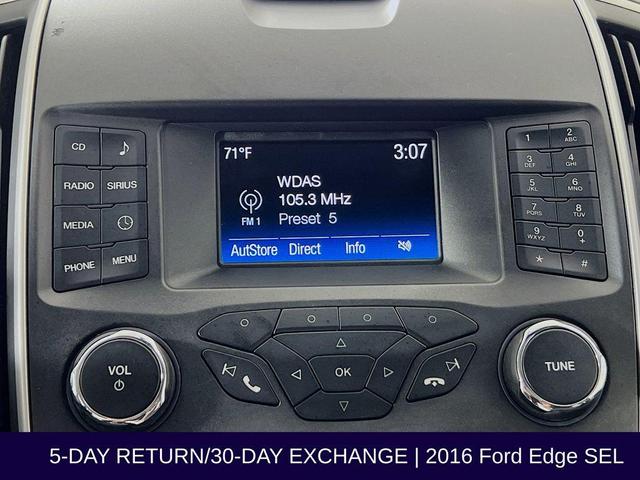 71°F 3:07
WDAS
105.3 MHz
FM 1 Preset 5
AutStore Direct Info
CD
RADIO SIRIUS
MEDIA
PHONE MENU
1 2 ABC
3 DEF 4 GHI
5 JKL 6 MNO
7 PQRS 8 TUV
9 WXYZ 0 +
* #
VOL
OK
TUNE
5-DAY RETURN/30-DAY EXCHANGE | 2016 Ford Edge SEL